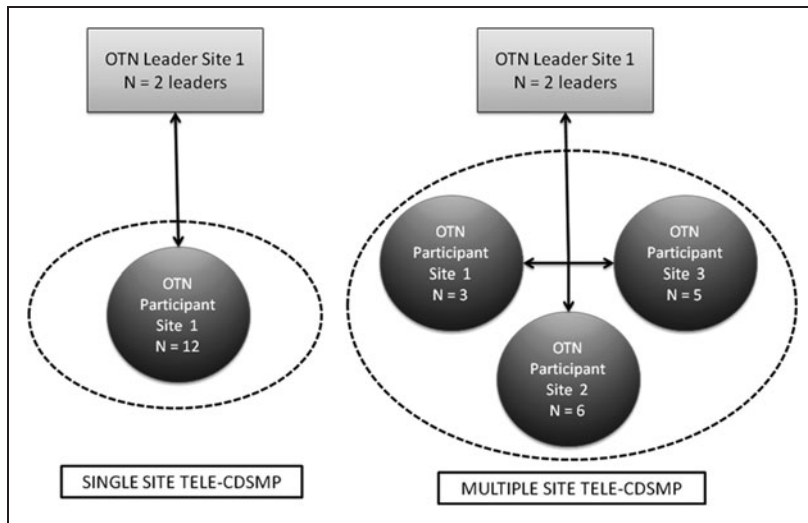 OTN Leader Site 1
N = 2 leaders
OTN
Participant
Site 1
N = 12
SINGLE SITE TELE-CDSMP
OTN Leader Site 1
N = 2 leaders
OTN
Participant
Site 1
N = 3
OTN
Participant
Site 3
N = 5
OTN
Participant
Site 2
N = 6
MULTIPLE SITE TELE-CDSMP